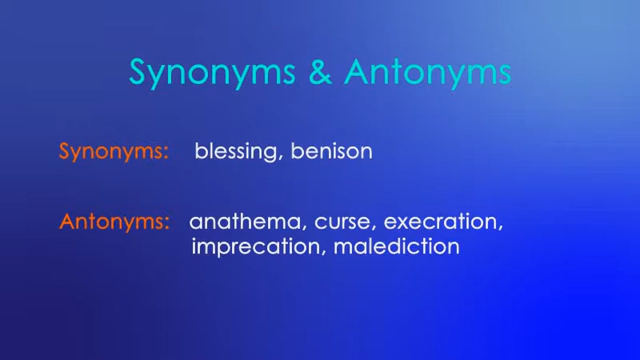 Synonyms & Antonyms
Synonyms: blessing, benison
Antonyms: anathema, curse, execration,
imprecation, malediction